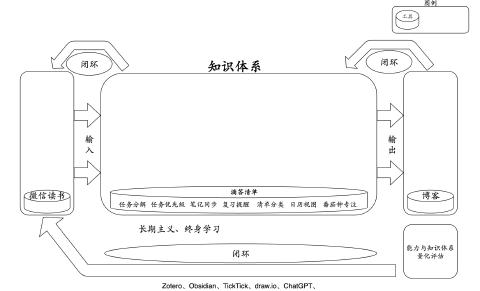 图例
工具
闭环
闭环
知识体系
输入
输出
微信读书
博客
滴答清单
任务分解 任务优先级 笔记同步 复习提醒 清单分类 日历视图 番茄钟专注
长期主义、终身学习
闭环
能力与知识体系
量化评估
Zotero、Obsidian、TickTick、draw.io、ChatGPT、